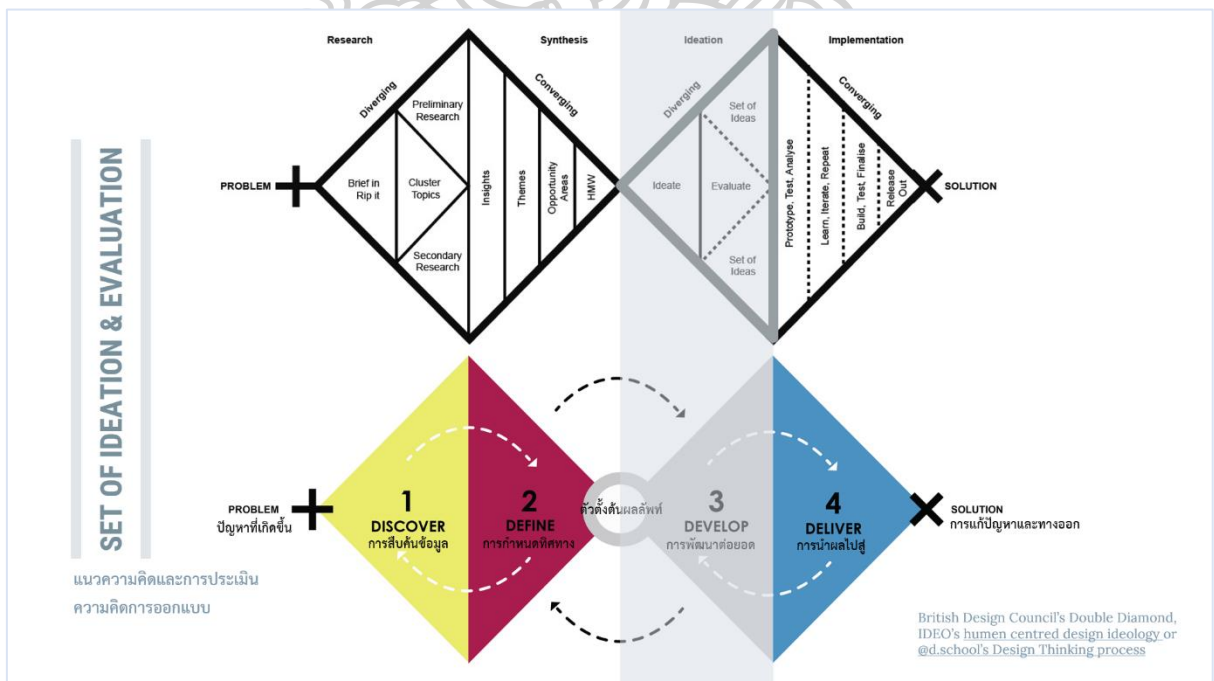 SET OF IDEATION & EVALUATION
แนวความคิดและการประเมิน
ความคิดการออกแบบ
Research
Synthesis
Ideation
Implementation
Diverging
Converging
Diverging
Converging
PROBLEM
Brief in
Rip it
Cluster
Topics
Preliminary
Research
Secondary
Research
Insights
Themes
Opportunity
Areas
HMW
Ideate
Evaluate
Set of
Ideas
Set of
Ideas
Prototype, Test, Analyse
Learn, Iterate, Repeat
Build, Test, Finalise
Release
Out
SOLUTION
PROBLEM
ปัญหาที่เกิดขึ้น
1
DISCOVER
การสืบค้นข้อมูล
2
DEFINE
การกำหนดทิศทาง
ตัวตั้งต้นผลลัพท์
3
DEVELOP
การพัฒนาต่อยอด
4
DELIVER
การนำผลไปสู่
SOLUTION
การแก้ปัญหาและทางออก
British Design Council's Double Diamond,
IDEO's human centred design ideology or
@d.school's Design Thinking process